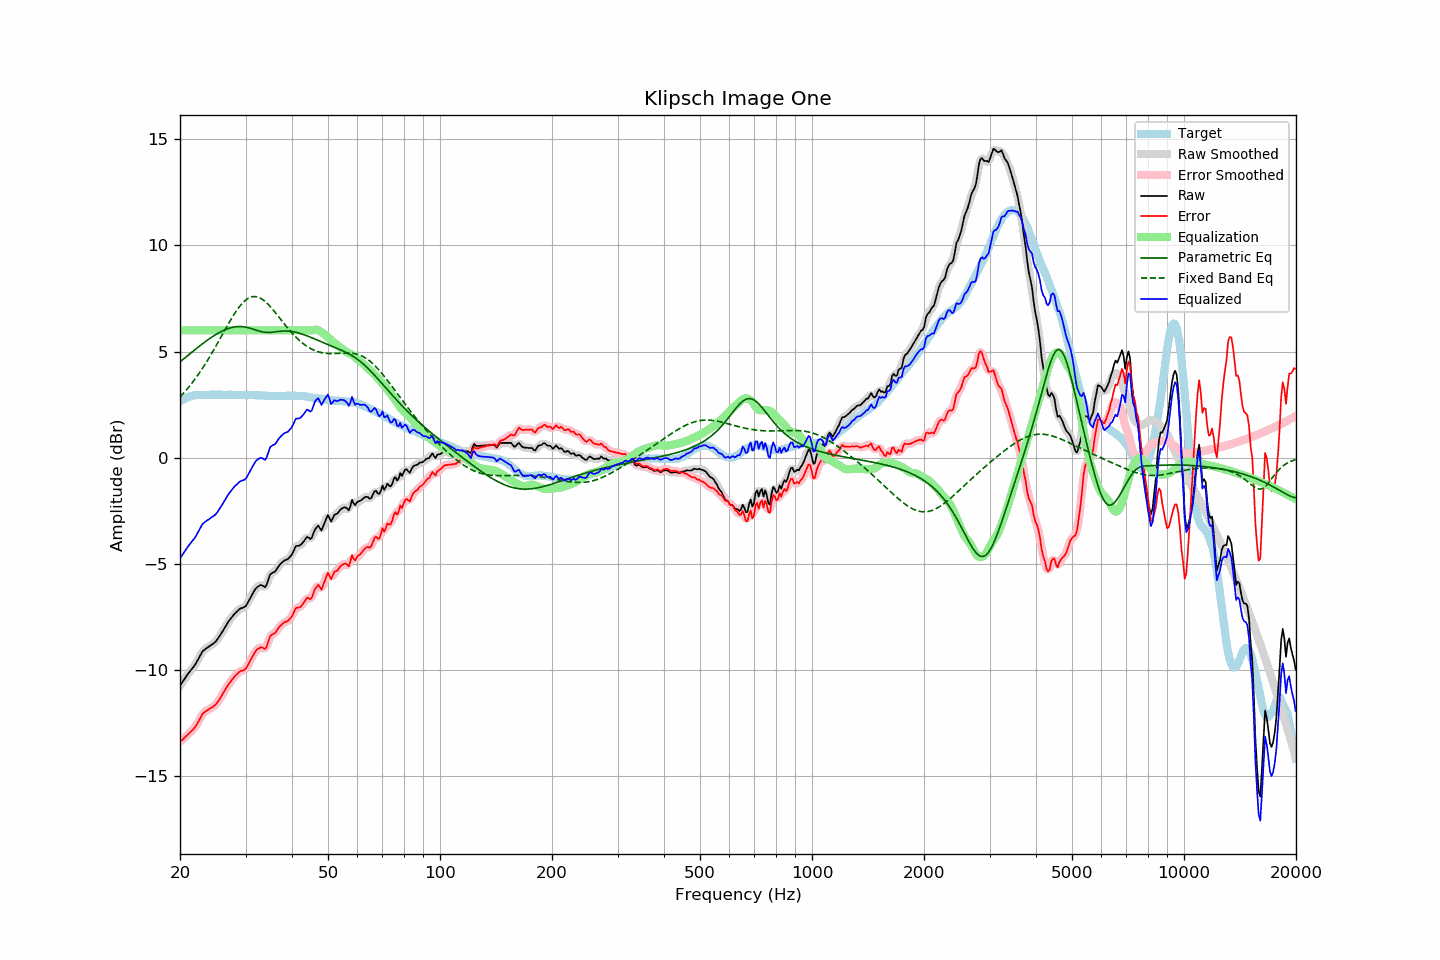 Klipsch Image One
Amplitude (dBr)
15
10
5
0
−5
−10
−15
Target
Raw Smoothed
Error Smoothed
Raw
Error
Equalization
Parametric Eq
Fixed Band Eq
Equalized
20 50 100 200 500 1000 2000 5000 10000 20000
Frequency (Hz)